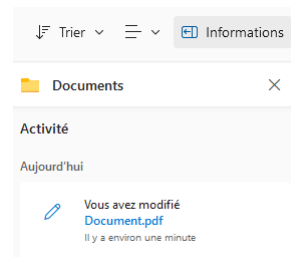 Trier Informations
Documents
Activité
Aujourd'hui
Vous avez modifié
Document.pdf
Il y a environ une minute